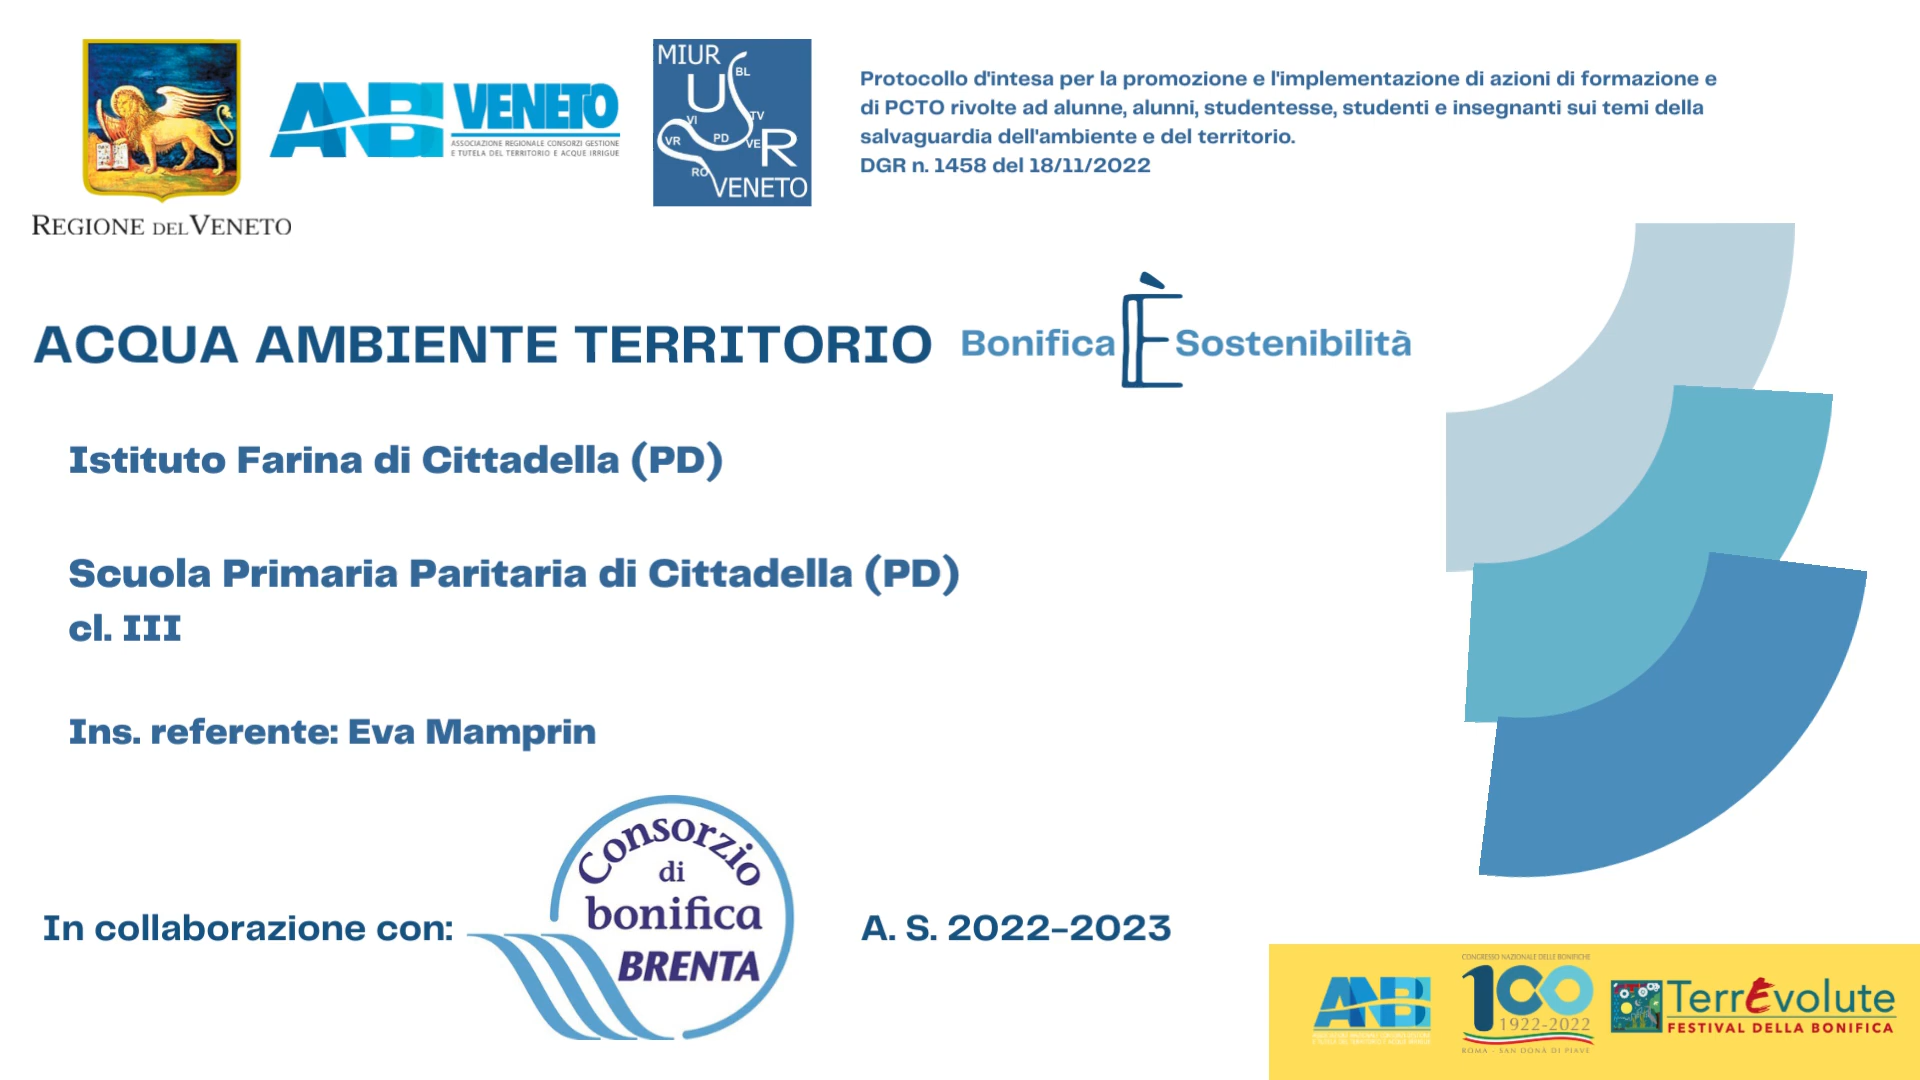 REGIONE DEL VENETO
ANBI VENETO
ASSOCIAZIONE REGIONALE CONSORZI GESTIONE
E TUTELA DEL TERRITORIO E ACQUE IRRIGUE
MIUR
USR
BL
VI
TV
VR
PD
VE
RO
VENETO
Protocollo d'intesa per la promozione e l'implementazione di azioni di formazione e
di PCTO rivolte ad alunne, alunni, studentesse, studenti e insegnanti sui temi della
salvaguardia dell'ambiente e del territorio.
DGR n. 1458 del 18/11/2022
ACQUA AMBIENTE TERRITORIO
Bonifica È Sostenibilità
Istituto Farina di Cittadella (PD)
Scuola Primaria Paritaria di Cittadella (PD)
cl. III
Ins. referente: Eva Mamprin
In collaborazione con:
Consorzio
di
bonifica
BRENTA
A. S. 2022-2023
ANBI
CONGRESSO NAZIONALE DELLE BONIFICHE
100
1922-2022
ROMA - SAN DONÀ DI PIAVE
TerrÈvolute
FESTIVAL DELLA BONIFICA